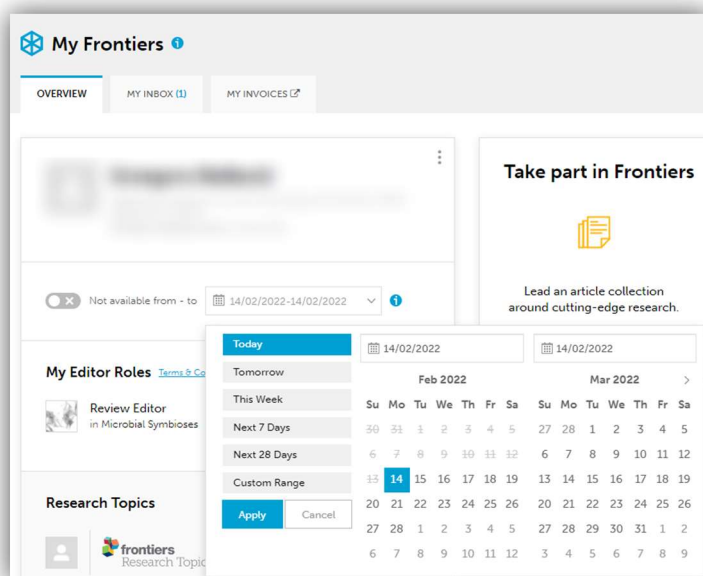 My Frontiers
OVERVIEW
MY INBOX (1)
MY INVOICES
Take part in Frontiers
Lead an article collection
around cutting-edge research.
Not available from - to
14/02/2022-14/02/2022
My Editor Roles Terms & Co
Review Editor
in Microbial Symbioses
Research Topics
frontiers
Research Topic
Today
Tomorrow
This Week
Next 7 Days
Next 28 Days
Custom Range
Apply Cancel
14/02/2022
Feb 2022
Su Mo Tu We Th Fr Sa
30 31 1 2 3 4 5
6 7 8 9 10 11 12
13 14 15 16 17 18 19
20 21 22 23 24 25 26
27 28 1 2 3 4 5
6 7 8 9 10 11 12
14/02/2022
Mar 2022
Su Mo Tu We Th Fr Sa
27 28 1 2 3 4 5
6 7 8 9 10 11 12
13 14 15 16 17 18 19
20 21 22 23 24 25 26
27 28 29 30 31 1 2
3 4 5 6 7 8 9